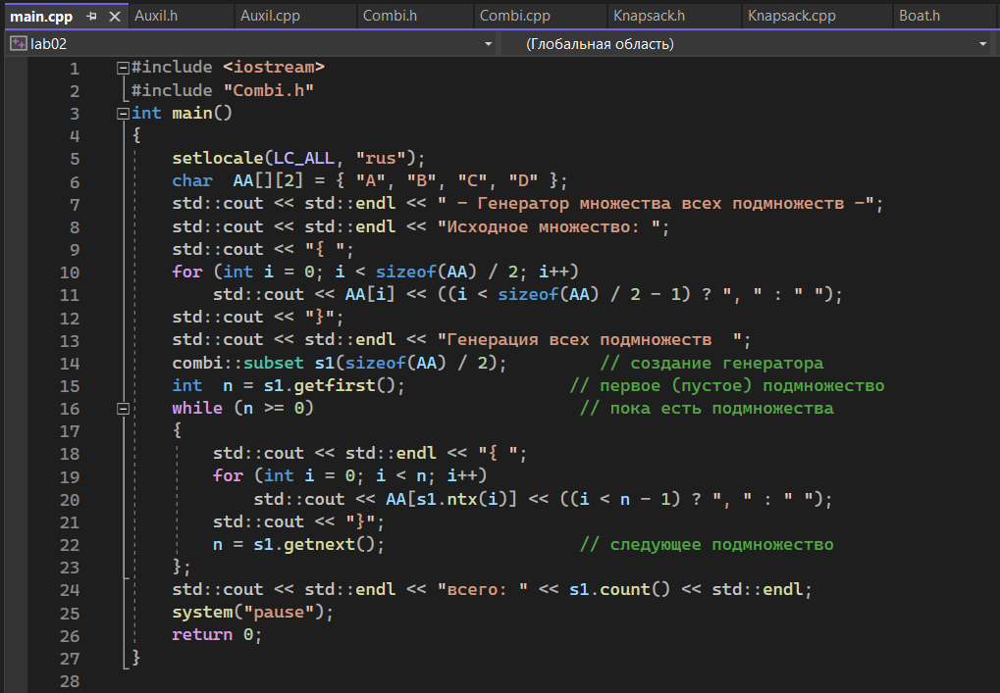 main.cpp Auxil.h Auxil.cpp Combi.h Combi.cpp Knapsack.h Knapsack.cpp Boat.h
lab02 (Глобальная область)
1 #include <iostream>
2 #include "Combi.h"
3 int main()
4 {
5 setlocale(LC_ALL, "rus");
6 char  AA[][2] = { "A", "B", "C", "D" };
7 std::cout << std::endl << " - Генератор множества всех подмножеств -";
8 std::cout << std::endl << "Исходное множество: ";
9 std::cout << "{ ";
10 for (int i = 0; i < sizeof(AA) / 2; i++)
11 std::cout << AA[i] << ((i < sizeof(AA) / 2 - 1) ? ", " : " ");
12 std::cout << "}";
13 std::cout << std::endl << "Генерация всех подмножеств  ";
14 combi::subset s1(sizeof(AA) / 2);         // создание генератора
15 int  n = s1.getfirst();                // первое (пустое) подмножество
16 while (n >= 0)                          // пока есть подмножества
17 {
18 std::cout << std::endl << "{ ";
19 for (int i = 0; i < n; i++)
20 std::cout << AA[s1.ntx(i)] << ((i < n - 1) ? ", " : " ");
21 std::cout << "}";
22 n = s1.getnext();                   // следующее подмножество
23 };
24 std::cout << std::endl << "всего: " << s1.count() << std::endl;
25 system("pause");
26 return 0;
27 }
28